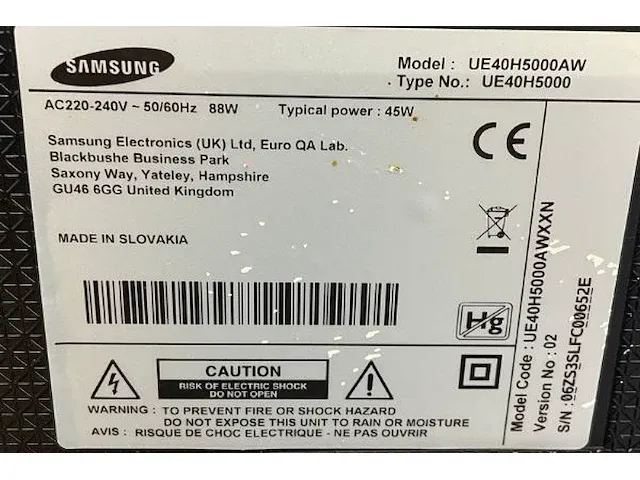 SAMSUNG
Model : UE40H5000AW
Type No.: UE40H5000
AC220-240V ~ 50/60Hz 88W Typical power : 45W
Samsung Electronics (UK) Ltd, Euro QA Lab.
Blackbushe Business Park
Saxony Way, Yateley, Hampshire
GU46 6GG United Kingdom
MADE IN SLOVAKIA
CE
Hg
CAUTION
RISK OF ELECTRIC SHOCK
DO NOT OPEN
WARNING : TO PREVENT FIRE OR SHOCK HAZARD
DO NOT EXPOSE THIS UNIT TO RAIN OR MOISTURE
AVIS : RISQUE DE CHOC ELECTRIQUE - NE PAS OUVRIR
Model Code : UE40H5000AWXXN
Version No : 02
S/N : 06ZS3SLFC00652E